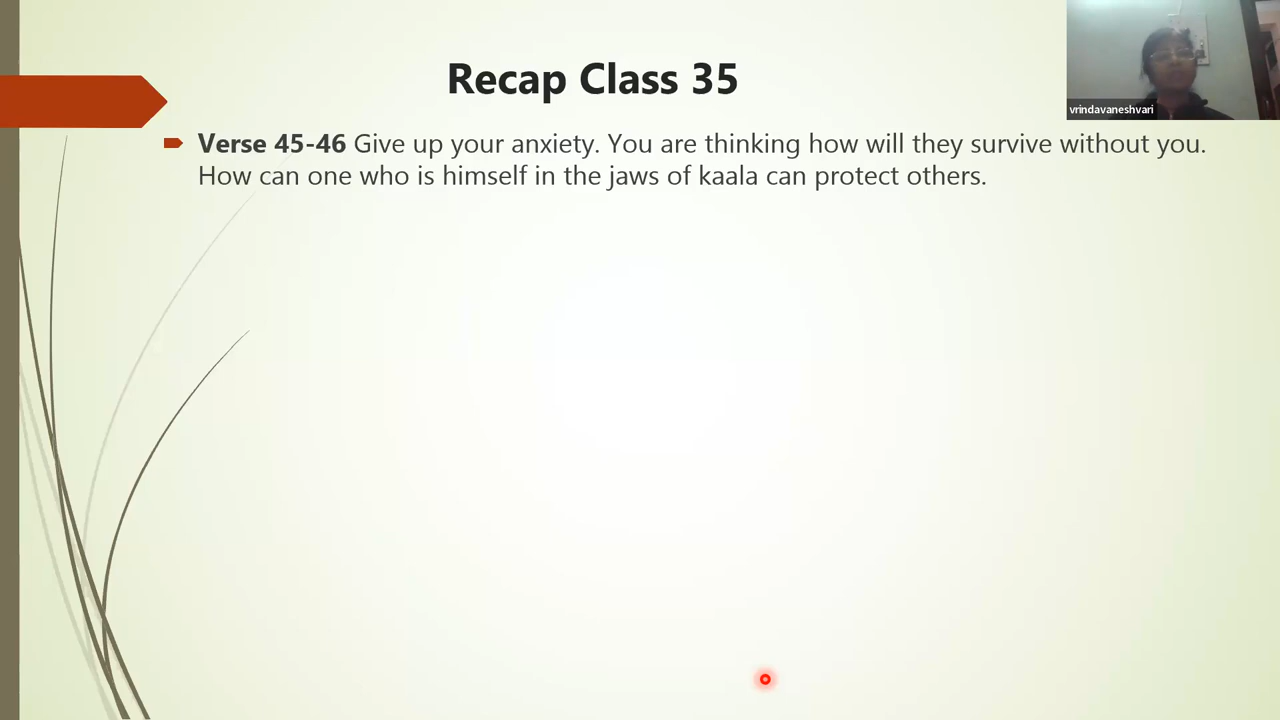 Recap Class 35
vrindavaneshvari
Verse 45-46 Give up your anxiety. You are thinking how will they survive without you.
How can one who is himself in the jaws of kaala can protect others.